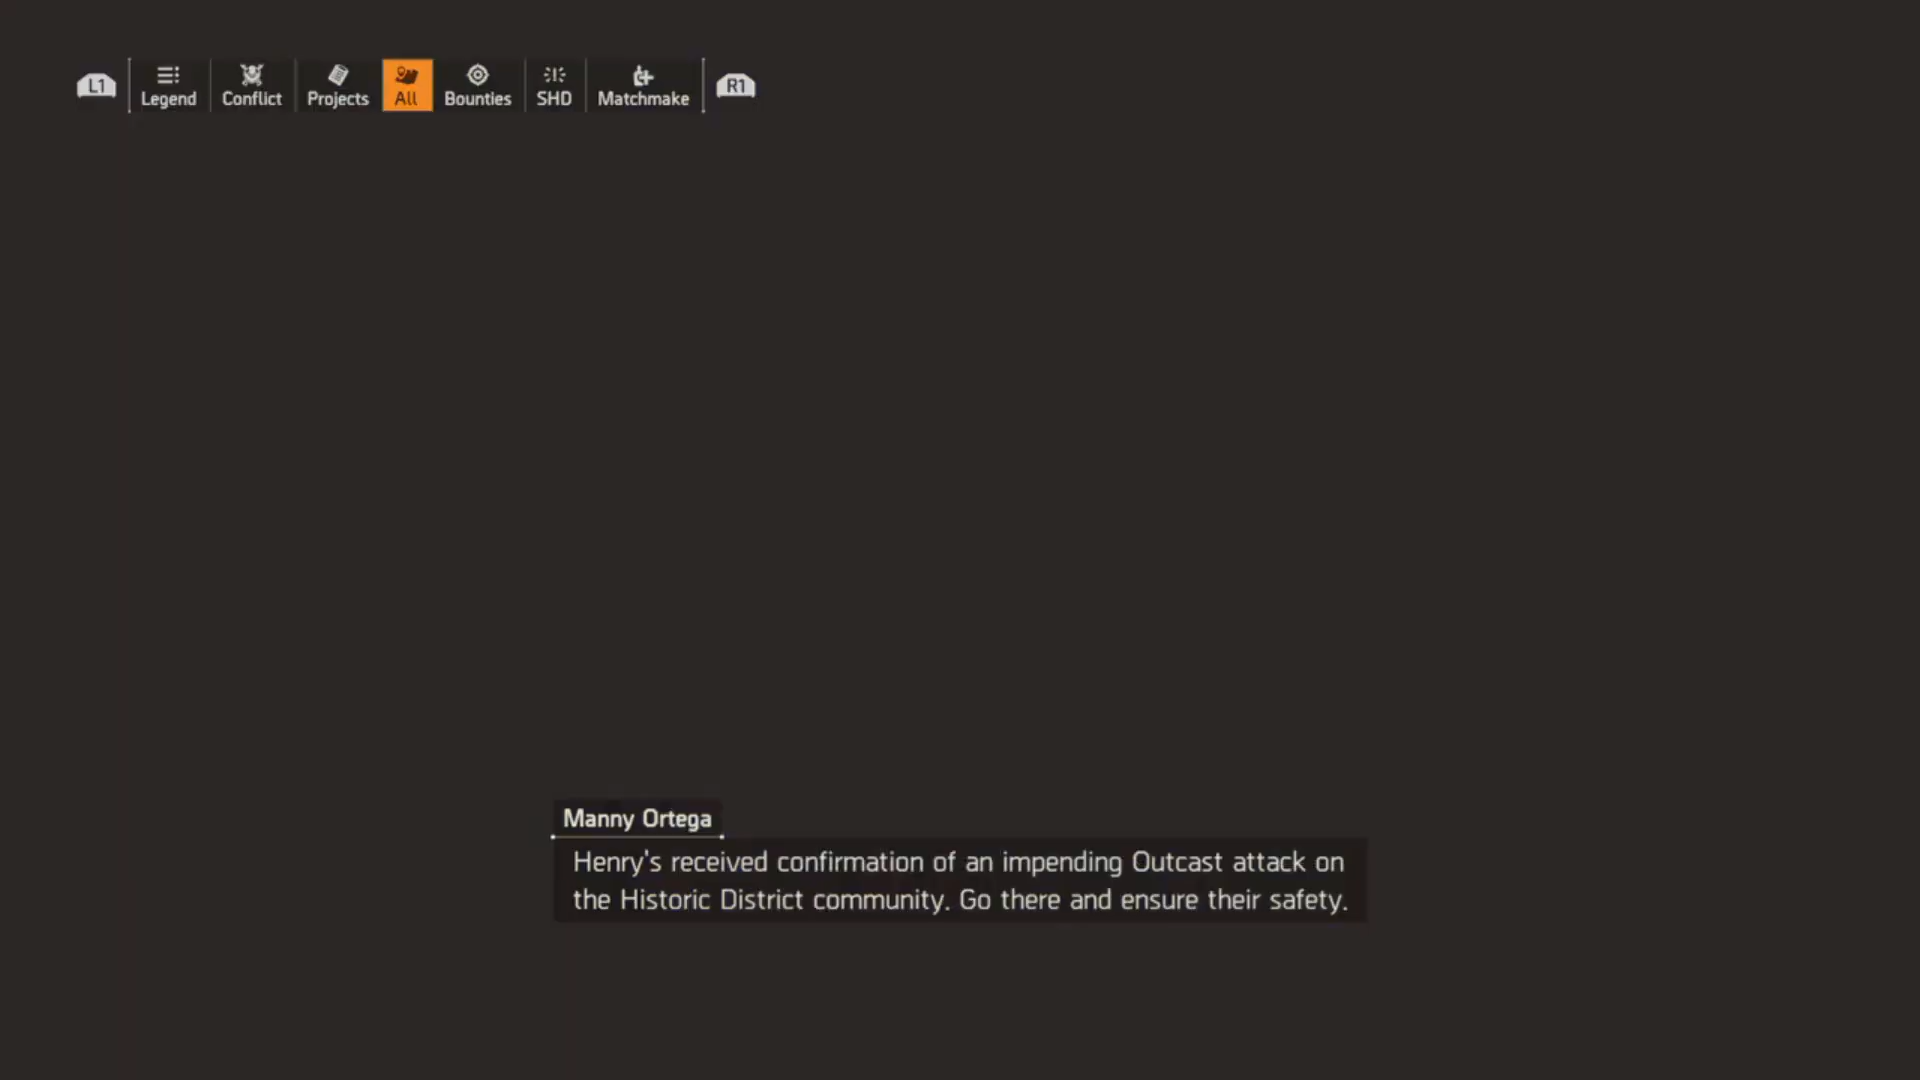 L1
Legend
Conflict
Projects
All
Bounties
SHD
Matchmake
R1
Manny Ortega
Henry's received confirmation of an impending Outcast attack on
the Historic District community. Go there and ensure their safety.